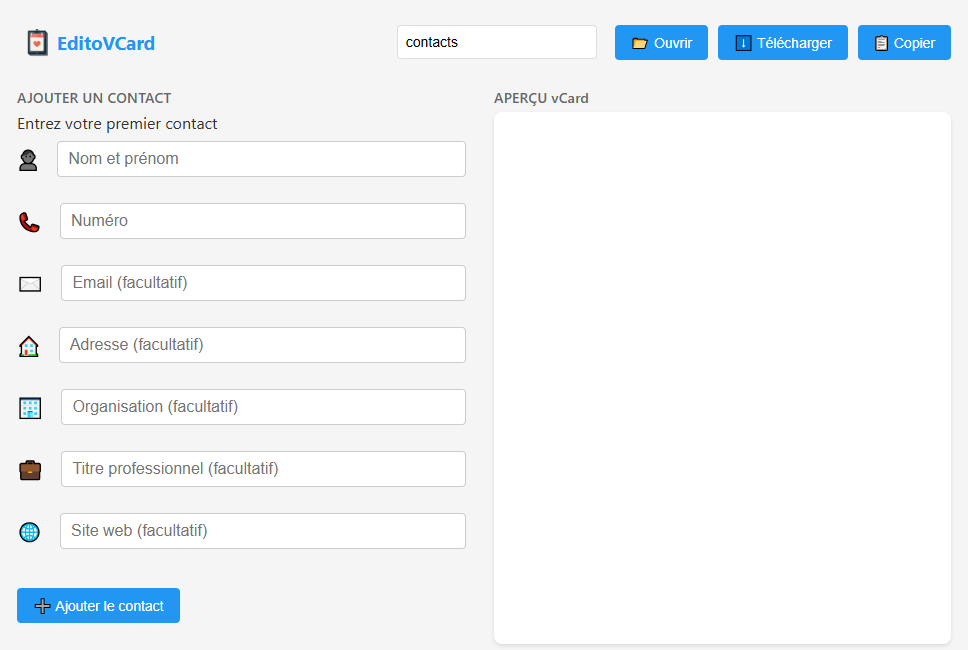 EditoVCard
contacts
Ouvrir
Télécharger
Copier
AJOUTER UN CONTACT
Entrez votre premier contact
Nom et prénom
Numéro
Email (facultatif)
Adresse (facultatif)
Organisation (facultatif)
Titre professionnel (facultatif)
Site web (facultatif)
Ajouter le contact
APERÇU vCard